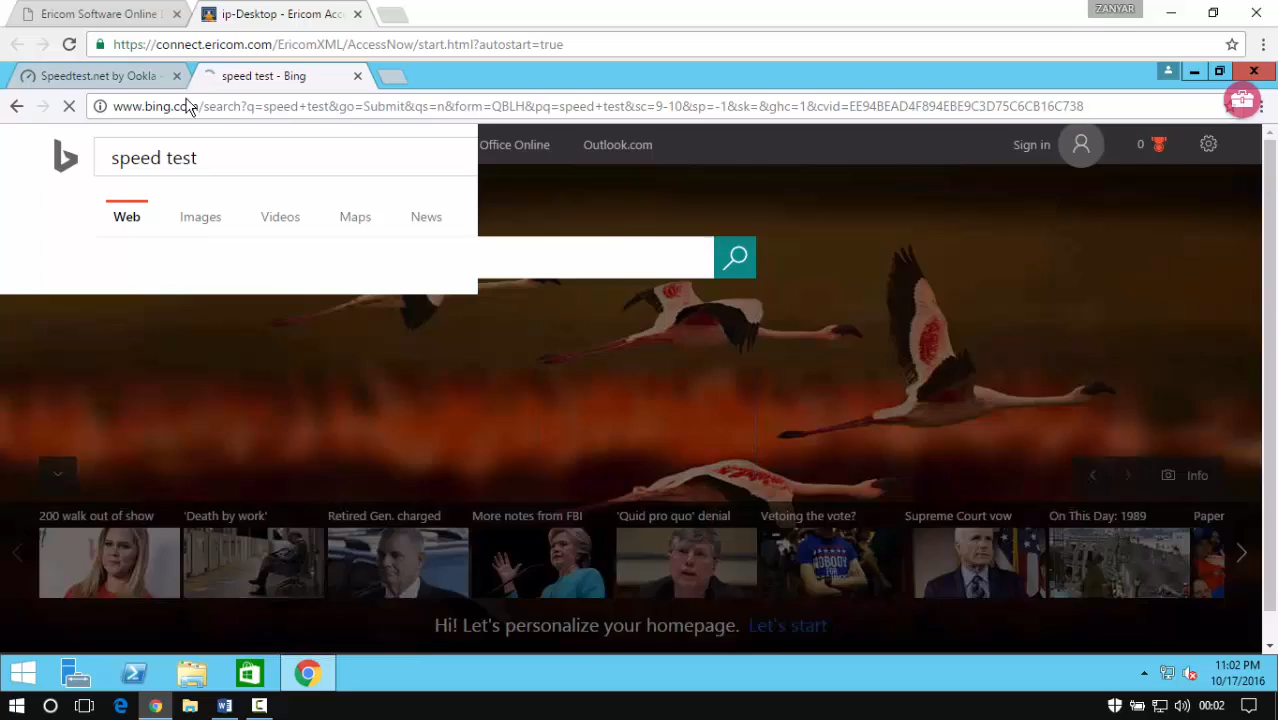 Ericom Software Online
ip-Desktop - Ericom Acc
ZANYAR
https://connect.ericom.com/EricomXML/AccessNow/start.html?autostart=true
Speedtest.net by Ookla -
speed test - Bing
www.bing.com/search?q=speed+test&go=Submit&qs=n&form=QBLH&pq=speed+test&sc=9-10&sp=-1&sk=&ghc=1&cvid=EE94BEAD4F894EBE9C3D75C6CB16C738
speed test
Office Online
Outlook.com
Sign in
0
Web
Images
Videos
Maps
News
Info
200 walk out of show
'Death by work'
Retired Gen. charged
More notes from FBI
'Quid pro quo' denial
Vetoing the vote?
Supreme Court vow
On This Day: 1989
Paper
NOBODY
FOR
Hi! Let's personalize your homepage. Let's start
11:02 PM
10/17/2016
00:02